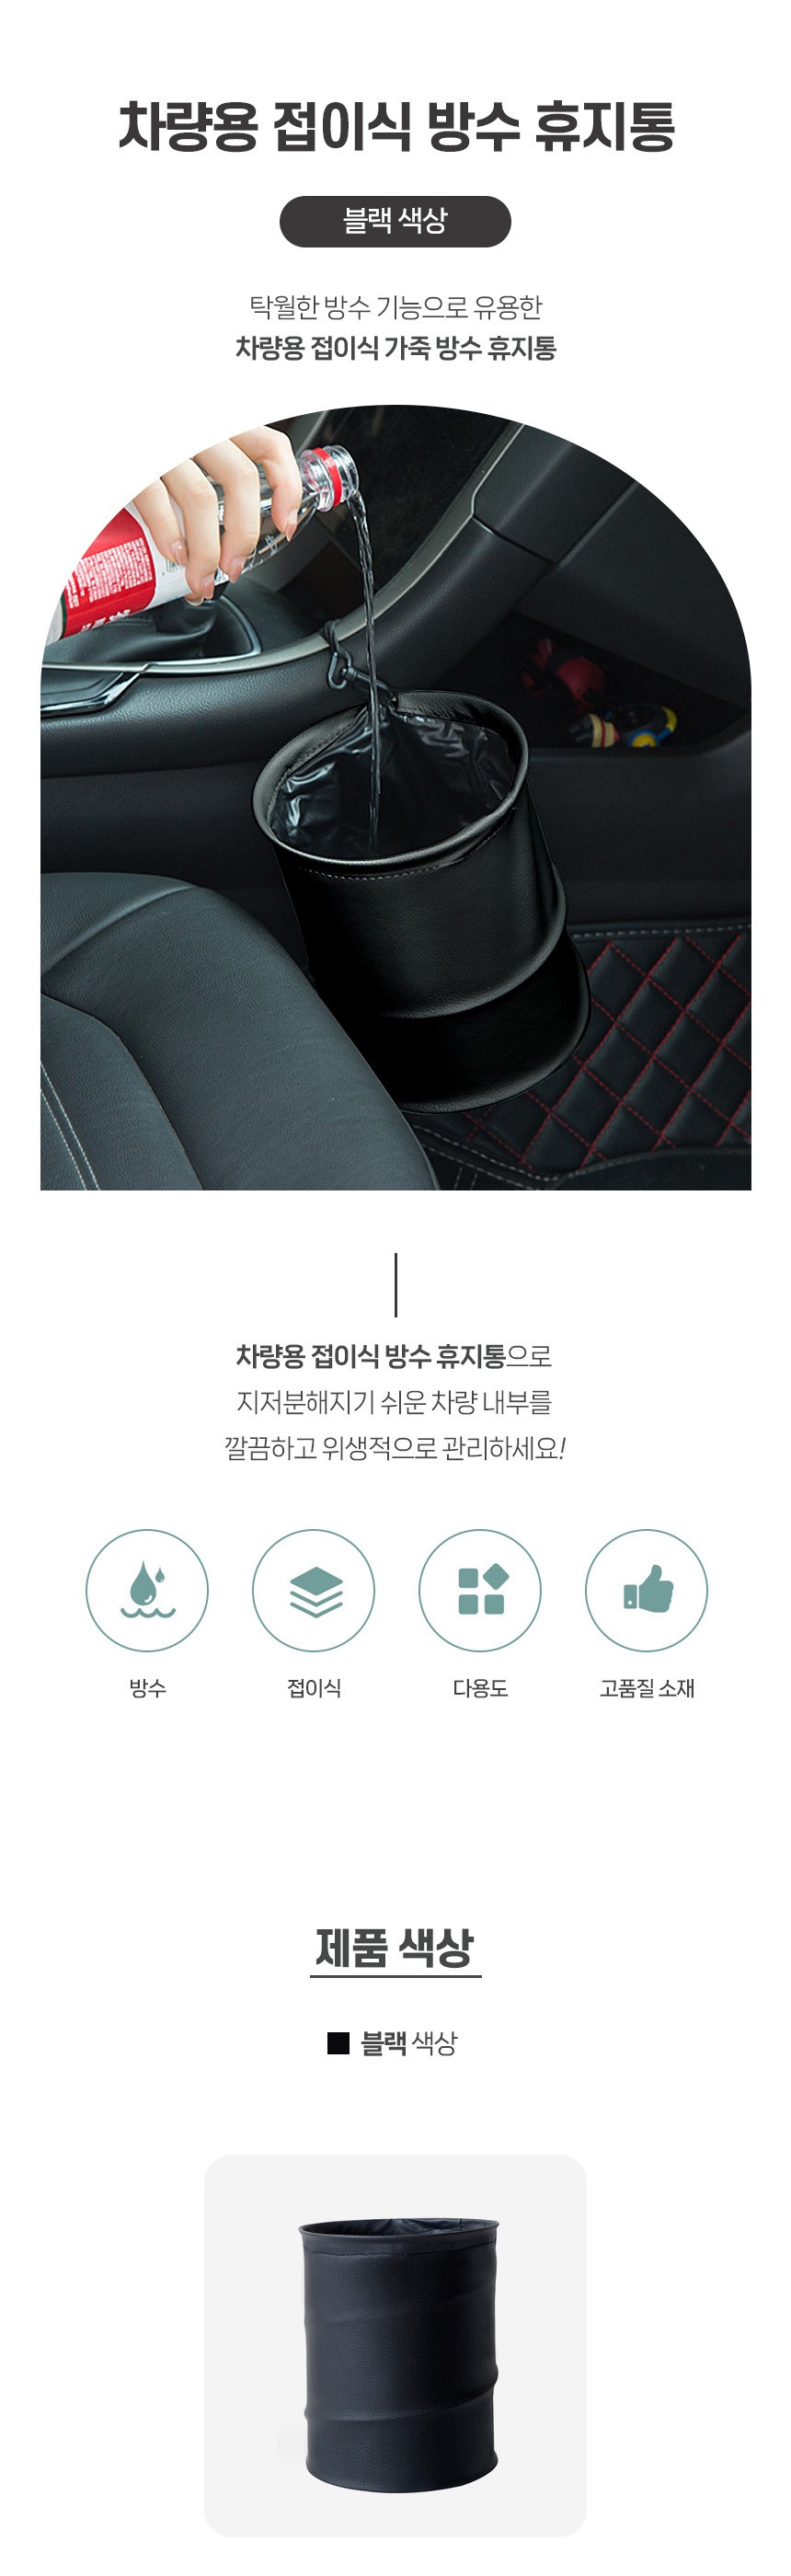 차량용 접이식 방수 휴지통
블랙 색상
탁월한 방수 기능으로 유용한
차량용 접이식 가죽 방수 휴지통
차량용 접이식 방수 휴지통으로
지저분해지기 쉬운 차량 내부를
깔끔하고 위생적으로 관리하세요!
방수
접이식
다용도
고품질 소재
제품 색상
블랙 색상